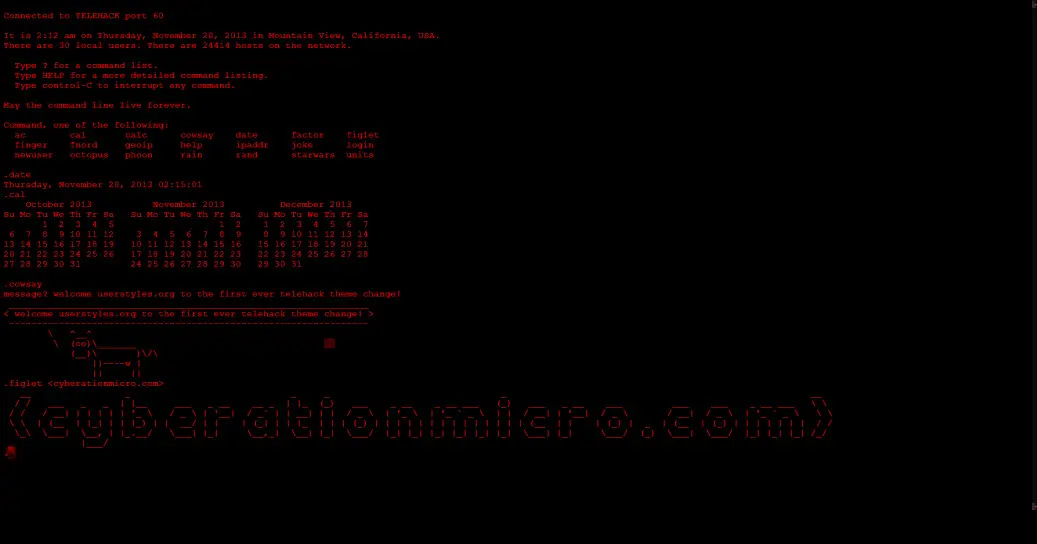 Connected to TELEHACK port 60
It is 2:12 am on Thursday, November 28, 2013 in Mountain View, California, USA.
There are 30 local users. There are 24414 hosts on the network.
Type ? for a command list.
Type HELP for a more detailed command listing.
Type control-C to interrupt any command.
May the command line live forever.
Command, one of the following:
ac cal calc cowsay date factor figlet
finger fnord geoip help ipaddr joke login
newuser octopus phoon rain rand starwars units
.date
Thursday, November 28, 2013 02:15:01
.cal
October 2013 November 2013 December 2013
Su Mo Tu We Th Fr Sa Su Mo Tu We Th Fr Sa Su Mo Tu We Th Fr Sa
1 2 3 4 5 1 2 1 2 3 4 5 6 7
6 7 8 9 10 11 12 3 4 5 6 7 8 9 8 9 10 11 12 13 14
13 14 15 16 17 18 19 10 11 12 13 14 15 16 15 16 17 18 19 20 21
20 21 22 23 24 25 26 17 18 19 20 21 22 23 22 23 24 25 26 27 28
27 28 29 30 31 24 25 26 27 28 29 30 29 30 31
.cowsay
message? welcome userstyles.org to the first ever telehack theme change!
< welcome userstyles.org to the first ever telehack theme change! >
.figlet <cyberationmicro.com>
<cyberationmicro.com>
.